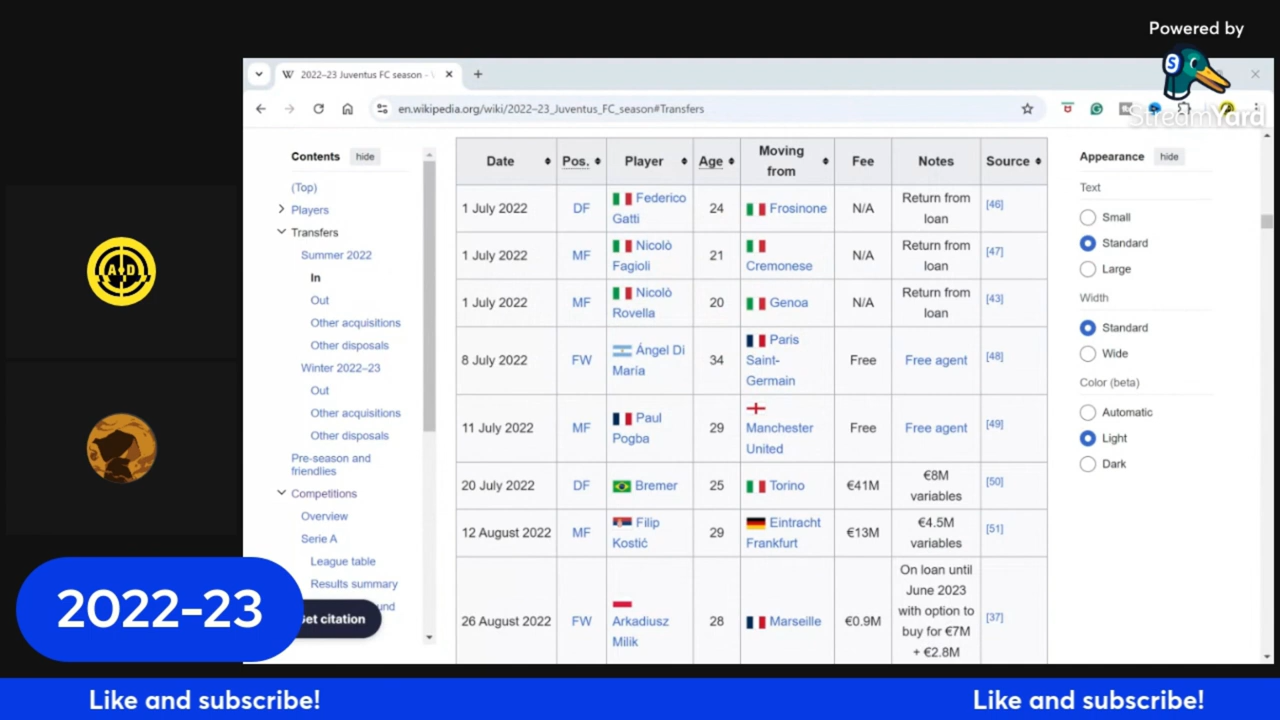 Powered by
StreamYard
2022–23 Juventus FC season -
en.wikipedia.org/wiki/2022–23_Juventus_FC_season#Transfers
Contents hide
(Top)
Players
Transfers
Summer 2022
In
Out
Other acquisitions
Other disposals
Winter 2022–23
Out
Other acquisitions
Other disposals
Pre-season and
friendlies
Competitions
Overview
Serie A
League table
Results summary
und
Get citation
Date Pos. Player Age Moving from Fee Notes Source
1 July 2022 DF Federico Gatti 24 Frosinone N/A Return from loan [46]
1 July 2022 MF Nicolò Fagioli 21 Cremonese N/A Return from loan [47]
1 July 2022 MF Nicolò Rovella 20 Genoa N/A Return from loan [43]
8 July 2022 FW Ángel Di María 34 Paris Saint-Germain Free Free agent [48]
11 July 2022 MF Paul Pogba 29 Manchester United Free Free agent [49]
20 July 2022 DF Bremer 25 Torino €41M €8M variables [50]
12 August 2022 MF Filip Kostić 29 Eintracht Frankfurt €13M €4.5M variables [51]
26 August 2022 FW Arkadiusz Milik 28 Marseille €0.9M On loan until June 2023 with option to buy for €7M + €2.8M [37]
Appearance hide
Text
Small
Standard
Large
Width
Standard
Wide
Color (beta)
Automatic
Light
Dark
A D
2022-23
Like and subscribe!
Like and subscribe!